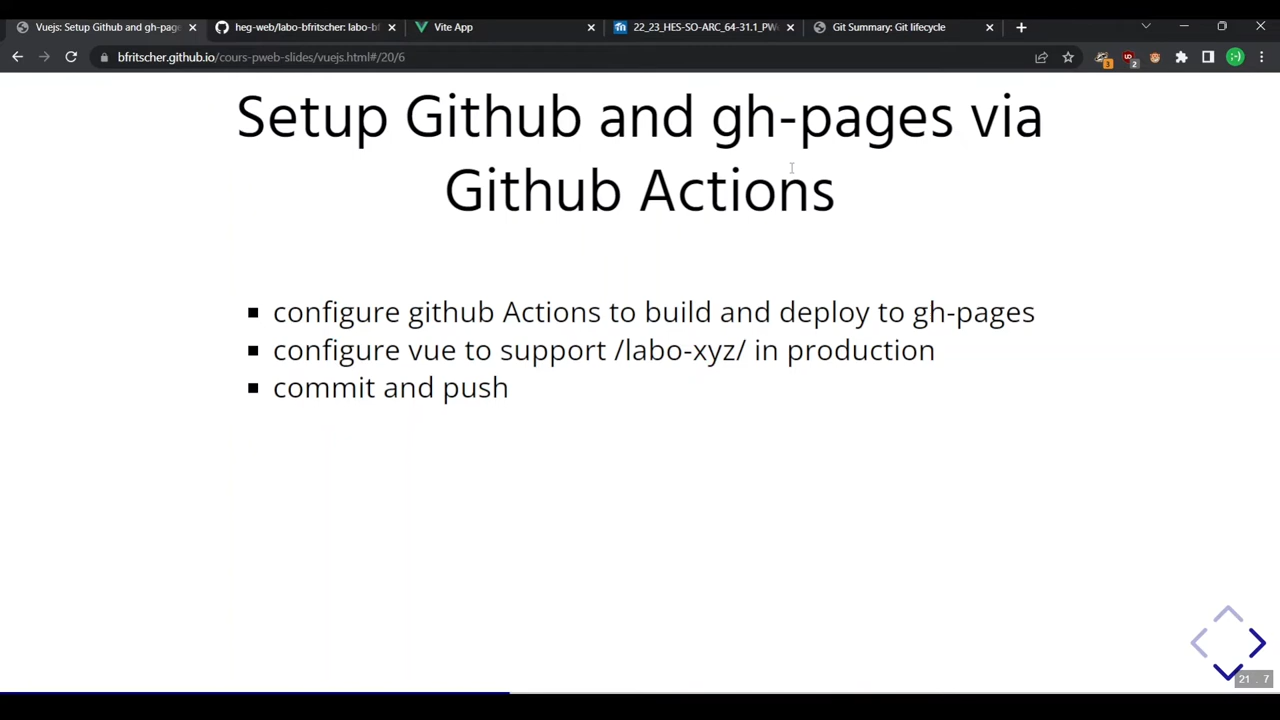 Vuejs: Setup Github and gh-page
heg-web/labo-bfritscher: labo-b
Vite App
22_23_HES-SO-ARC_64-31.1_PW
Git Summary: Git lifecycle
bfritscher.github.io/cours-pweb-slides/vuejs.html#/20/6
3
2
:-)
Setup Github and gh-pages via
Github Actions
configure github Actions to build and deploy to gh-pages
configure vue to support /labo-xyz/ in production
commit and push
21 . 7